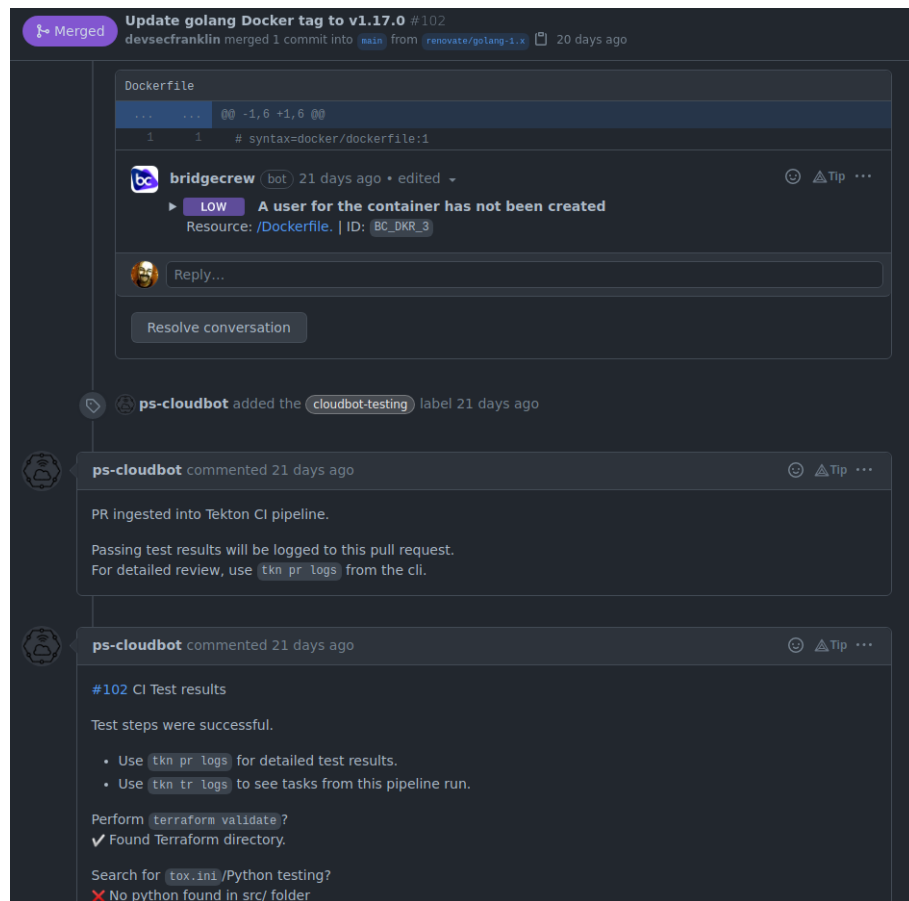 Merged
Update golang Docker tag to v1.17.0 #102
devsecfranklin merged 1 commit into main from renovate/golang-1.x 20 days ago
Dockerfile
... ... @@ -1,6 +1,6 @@
1 1 # syntax=docker/dockerfile:1
bc bridgecrew bot 21 days ago • edited
Tip ···
LOW A user for the container has not been created
Resource: /Dockerfile. | ID: BC_DKR_3
Reply...
Resolve conversation
ps-cloudbot added the cloudbot-testing label 21 days ago
ps-cloudbot commented 21 days ago
Tip ···
PR ingested into Tekton CI pipeline.
Passing test results will be logged to this pull request.
For detailed review, use tkn pr logs from the cli.
ps-cloudbot commented 21 days ago
Tip ···
#102 CI Test results
Test steps were successful.
• Use tkn pr logs for detailed test results.
• Use tkn tr logs to see tasks from this pipeline run.
Perform terraform validate ?
✔ Found Terraform directory.
Search for tox.ini /Python testing?
❌ No python found in src/ folder